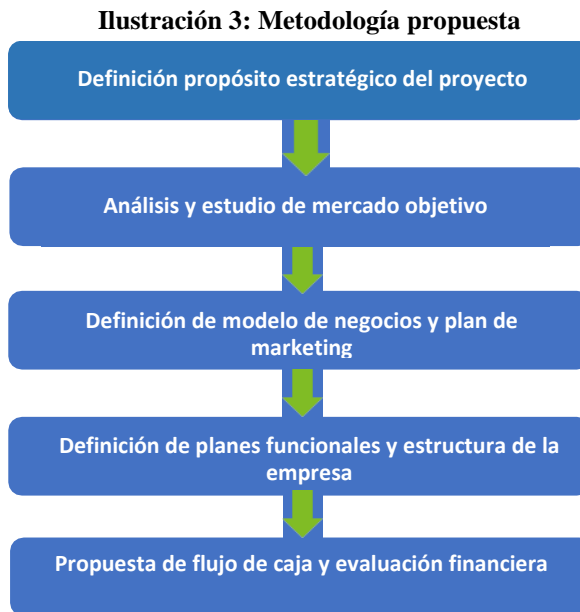 Ilustración 3: Metodología propuesta
Definición propósito estratégico del proyecto
Análisis y estudio de mercado objetivo
Definición de modelo de negocios y plan de
marketing
Definición de planes funcionales y estructura de la
empresa
Propuesta de flujo de caja y evaluación financiera